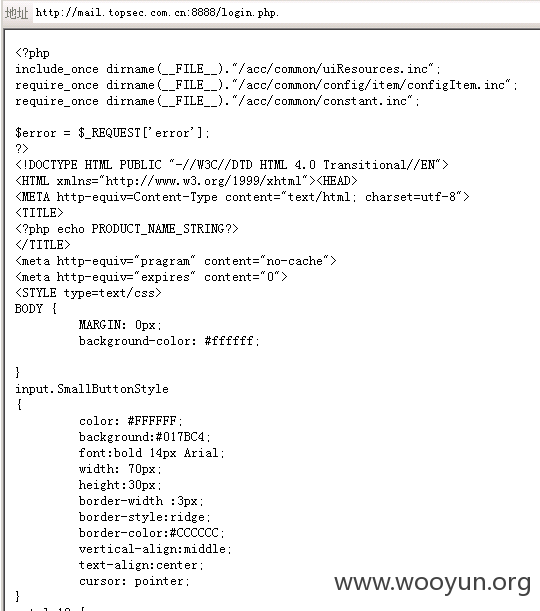 地址 http://mail.topsec.com.cn:8888/login.php.
<?php
include_once dirname(__FILE__)."/acc/common/uiResources.inc";
require_once dirname(__FILE__)."/acc/common/config/item/configItem.inc";
require_once dirname(__FILE__)."/acc/common/constant.inc";
$error = $_REQUEST['error'];
?>
<!DOCTYPE HTML PUBLIC "-//W3C//DTD HTML 4.0 Transitional//EN">
<HTML xmlns="http://www.w3.org/1999/xhtml"><HEAD>
<META http-equiv=Content-Type content="text/html; charset=utf-8">
<TITLE>
<?php echo PRODUCT_NAME_STRING?>
</TITLE>
<meta http-equiv="pragram" content="no-cache">
<meta http-equiv="expires" content="0">
<STYLE type=text/css>
BODY {
MARGIN: 0px;
background-color: #ffffff;
}
input.SmallButtonStyle
{
color: #FFFFFF;
background:#017BC4;
font:bold 14px Arial;
width: 70px;
height:30px;
border-width :3px;
border-style:ridge;
border-color:#CCCCCC;
vertical-align:middle;
text-align:center;
cursor: pointer;
}
www.wooyun.org